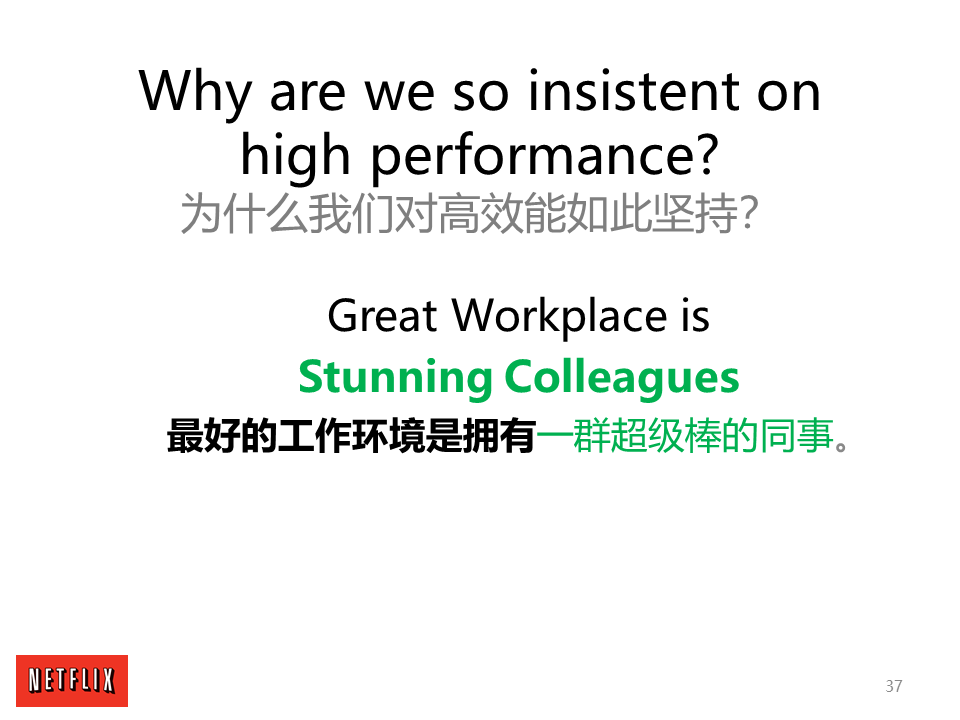 Why are we so insistent on
high performance?
为什么我们对高效能如此坚持？
Great Workplace is
Stunning Colleagues
最好的工作环境是拥有一群超级棒的同事。
NETFLIX
37